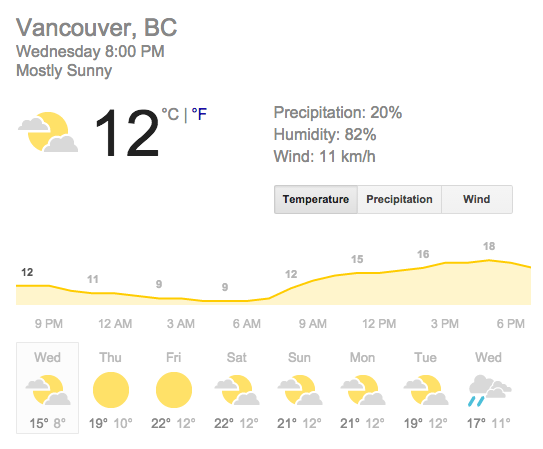 Vancouver, BC
Wednesday 8:00 PM
Mostly Sunny
12 °C | °F
Precipitation: 20%
Humidity: 82%
Wind: 11 km/h
Temperature Precipitation Wind
12 11 9 9 12 15 16 18
9 PM 12 AM 3 AM 6 AM 9 AM 12 PM 3 PM 6 PM
Wed Thu Fri Sat Sun Mon Tue Wed
15° 8° 19° 10° 22° 12° 22° 12° 21° 12° 21° 12° 19° 12° 17° 11°